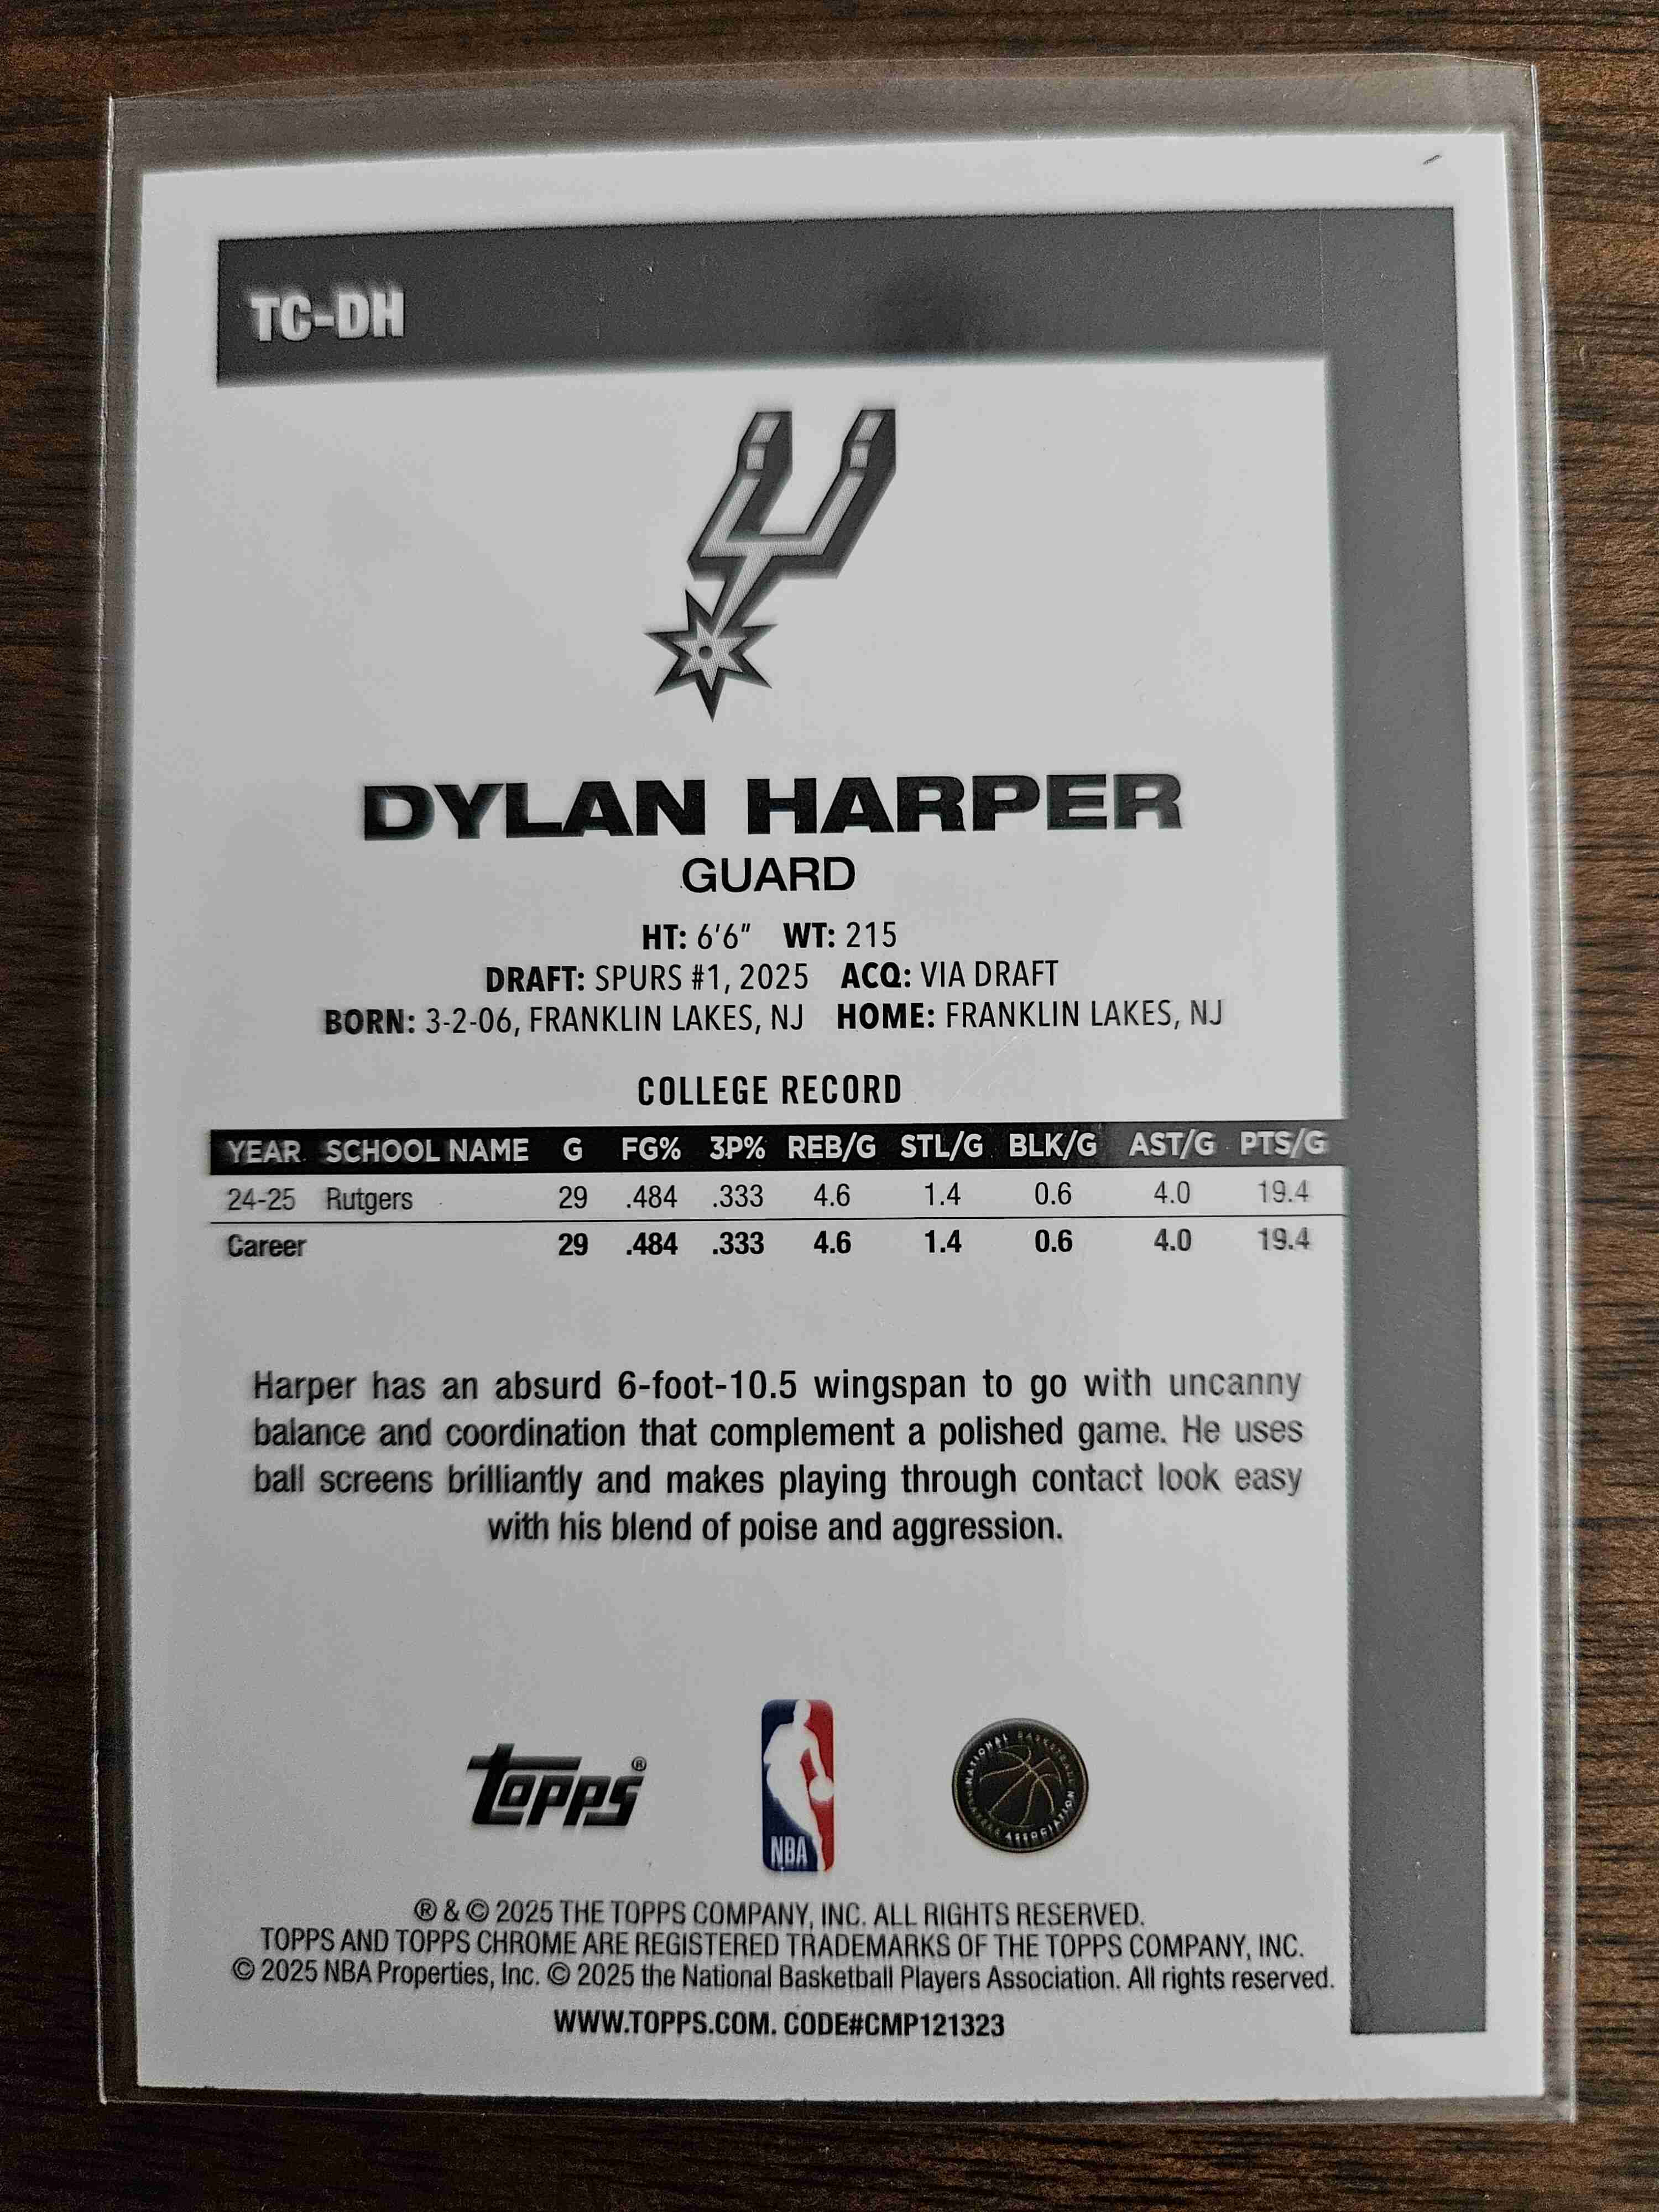 TC-DH
DYLAN HARPER
GUARD
HT: 6'6" WT: 215
DRAFT: SPURS #1, 2025 ACQ: VIA DRAFT
BORN: 3-2-06, FRANKLIN LAKES, NJ HOME: FRANKLIN LAKES, NJ
COLLEGE RECORD
YEAR SCHOOL NAME G FG% 3P% REB/G STL/G BLK/G AST/G PTS/G
24-25 Rutgers 29 .484 .333 4.6 1.4 0.6 4.0 19.4
Career 29 .484 .333 4.6 1.4 0.6 4.0 19.4
Harper has an absurd 6-foot-10.5 wingspan to go with uncanny
balance and coordination that complement a polished game. He uses
ball screens brilliantly and makes playing through contact look easy
with his blend of poise and aggression.
topps®
NBA
NATIONAL BASKETBALL PLAYERS ASSOCIATION
® & © 2025 THE TOPPS COMPANY, INC. ALL RIGHTS RESERVED.
TOPPS AND TOPPS CHROME ARE REGISTERED TRADEMARKS OF THE TOPPS COMPANY, INC.
© 2025 NBA Properties, Inc. © 2025 the National Basketball Players Association. All rights reserved.
WWW.TOPPS.COM. CODE#CMP121323